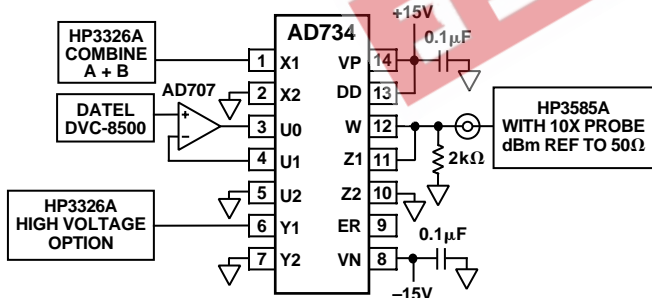 +15V
HP3326A
COMBINE
A + B
AD734
0.1µF
1 X1
VP 14
DATEL
DVC-8500
AD707
+
–
2 X2
DD 13
3 U0
W 12
HP3585A
WITH 10X PROBE
dBm REF TO 50Ω
4 U1
Z1 11
2kΩ
5 U2
Z2 10
HP3326A
HIGH VOLTAGE
OPTION
6 Y1
ER 9
0.1µF
7 Y2
VN 8
–15V